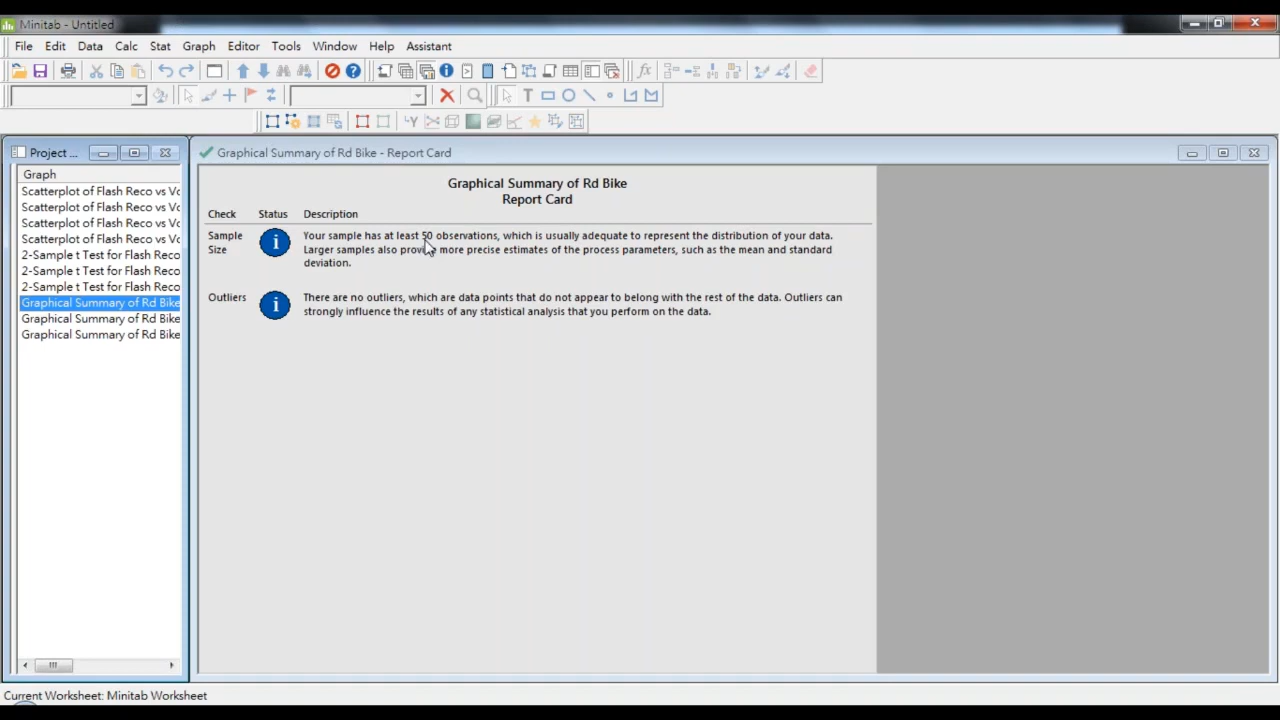 Minitab - Untitled
File Edit Data Calc Stat Graph Editor Tools Window Help Assistant
Project ...
Graph
Scatterplot of Flash Reco vs Vo
Scatterplot of Flash Reco vs Vo
Scatterplot of Flash Reco vs Vo
Scatterplot of Flash Reco vs Vo
2-Sample t Test for Flash Reco
2-Sample t Test for Flash Reco
2-Sample t Test for Flash Reco
Graphical Summary of Rd Bike
Graphical Summary of Rd Bike
Graphical Summary of Rd Bike
Graphical Summary of Rd Bike - Report Card
Graphical Summary of Rd Bike
Report Card
Check Status Description
Sample Size
Your sample has at least 50 observations, which is usually adequate to represent the distribution of your data.
Larger samples also provide more precise estimates of the process parameters, such as the mean and standard
deviation.
Outliers
There are no outliers, which are data points that do not appear to belong with the rest of the data. Outliers can
strongly influence the results of any statistical analysis that you perform on the data.
Current Worksheet: Minitab Worksheet